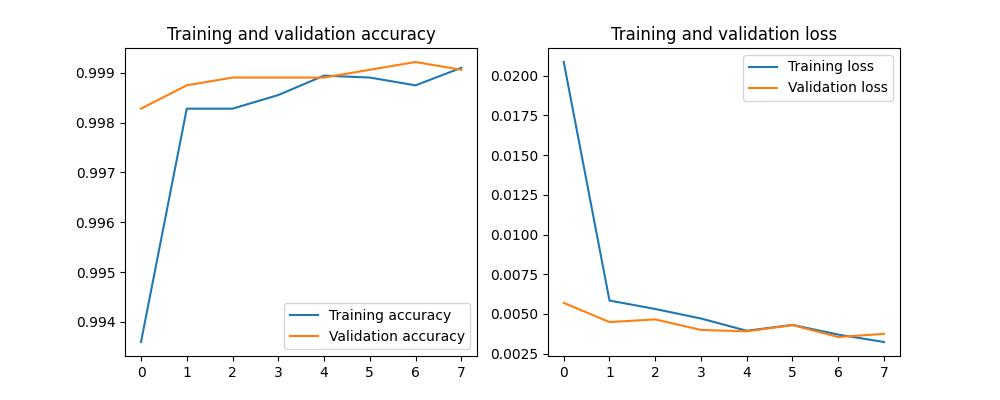 Training and validation accuracy
0.999
0.998
0.997
0.996
0.995
0.994
0 1 2 3 4 5 6 7
Training accuracy
Validation accuracy
Training and validation loss
0.0200
0.0175
0.0150
0.0125
0.0100
0.0075
0.0050
0.0025
0 1 2 3 4 5 6 7
Training loss
Validation loss